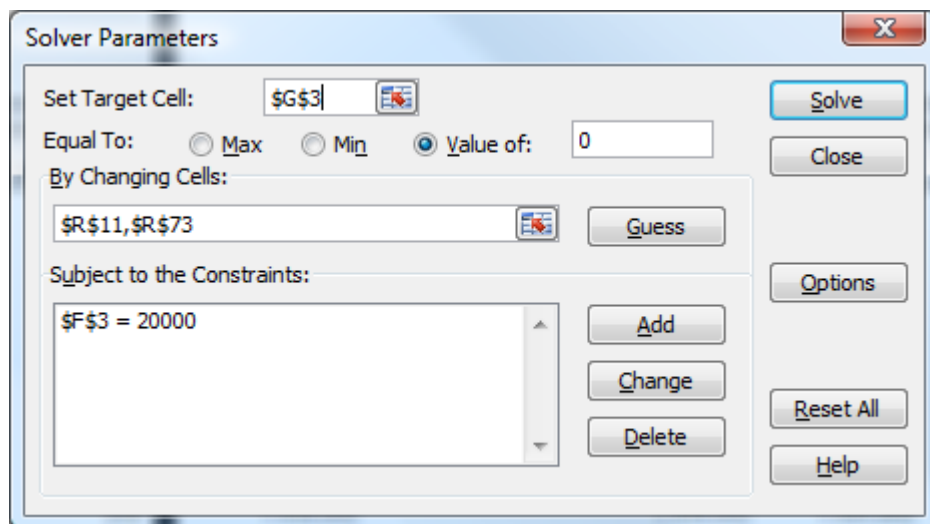 Solver Parameters
Set Target Cell: $G$3 Solve
Equal To: Max Min Value of: 0 Close
By Changing Cells:
$R$11,$R$73 Guess
Subject to the Constraints: Options
$F$3 = 20000 Add
Change
Reset All
Delete
Help